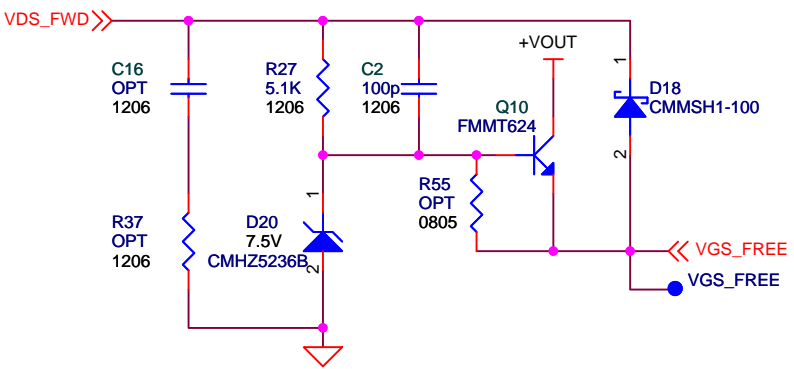 VDS_FWD
C16
OPT
1206
R27
5.1K
1206
C2
100p
1206
+VOUT
Q10
FMMT624
1
D18
CMMSH1-100
2
R55
OPT
0805
R37
OPT
1206
1
D20
7.5V
CMHZ5236B
2
VGS_FREE
VGS_FREE